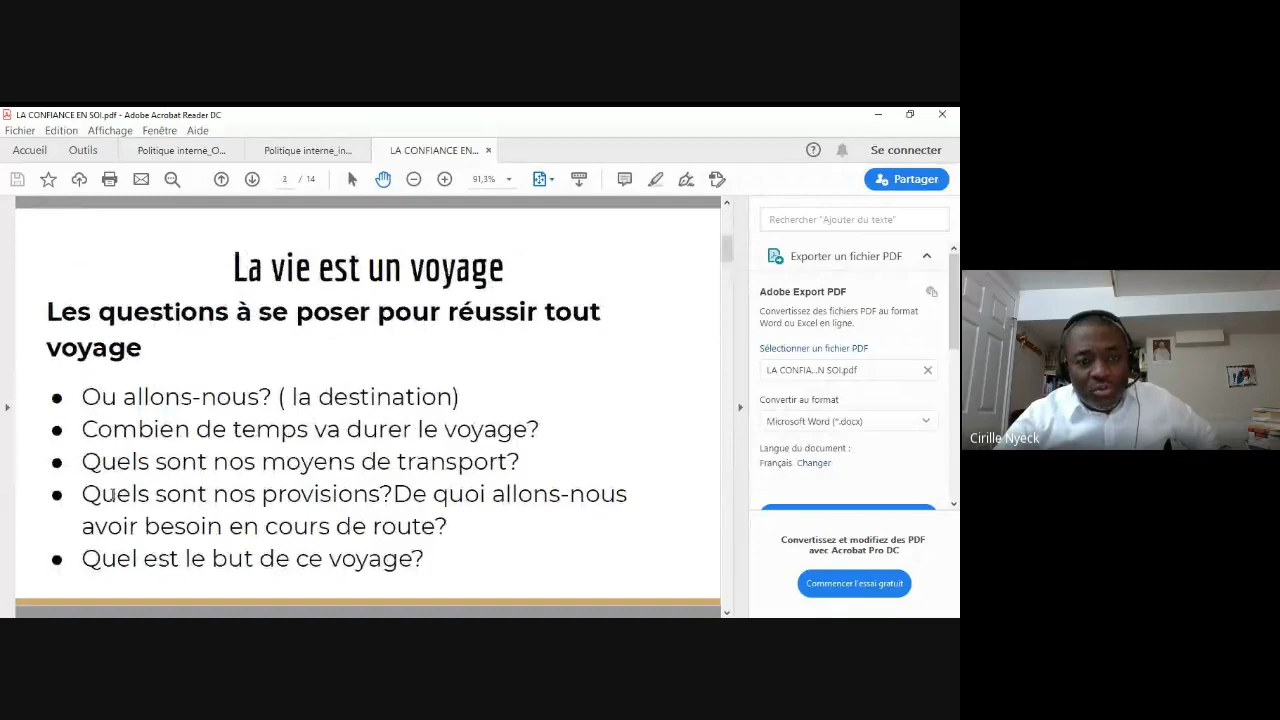 LA CONFIANCE EN SOI.pdf - Adobe Acrobat Reader DC
Fichier Edition Affichage Fenêtre Aide
Accueil Outils Politique interne_O... Politique interne_in... LA CONFIANCE EN... Se connecter
2 / 14 91,3% Partager
La vie est un voyage
Les questions à se poser pour réussir tout
voyage
Ou allons-nous? ( la destination)
Combien de temps va durer le voyage?
Quels sont nos moyens de transport?
Quels sont nos provisions?De quoi allons-nous
avoir besoin en cours de route?
Quel est le but de ce voyage?
Rechercher "Ajouter du texte"
Exporter un fichier PDF
Adobe Export PDF
Convertissez des fichiers PDF au format
Word ou Excel en ligne.
Sélectionner un fichier PDF
LA CONFIA...N SOI.pdf
Convertir au format
Microsoft Word (*.docx)
Langue du document :
Français Changer
Convertissez et modifiez des PDF
avec Acrobat Pro DC
Commencer l'essai gratuit
Cirille Nyeck